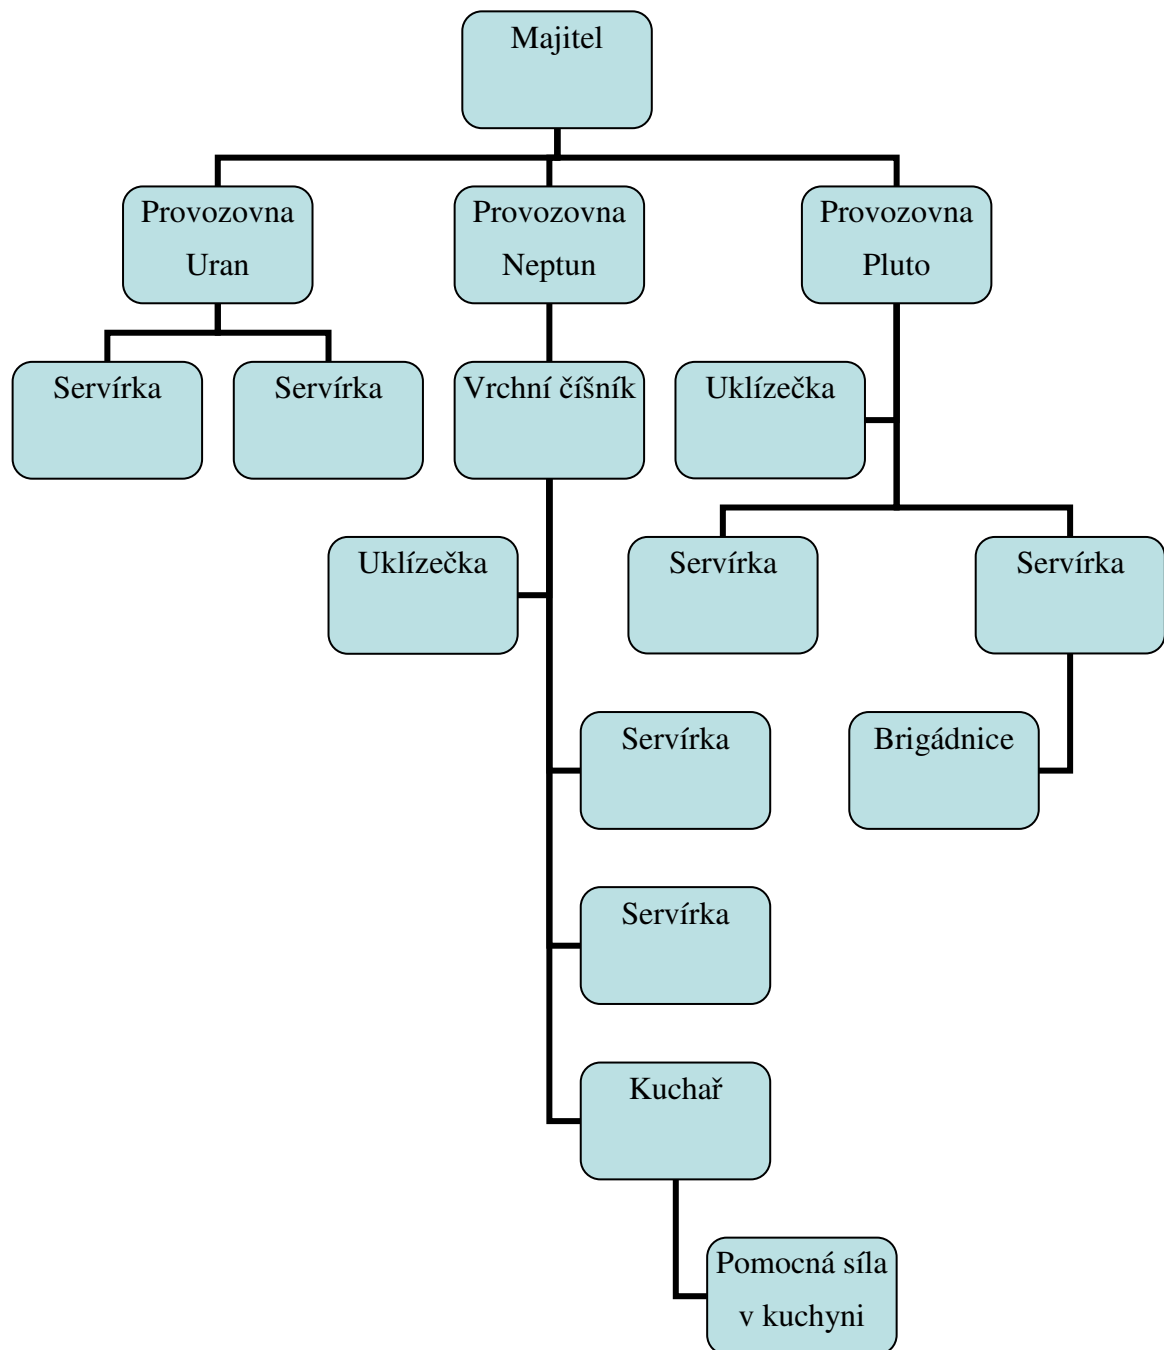 Majitel
Provozovna
Uran
Provozovna
Neptun
Provozovna
Pluto
Servírka
Servírka
Vrchní číšník
Uklízečka
Uklízečka
Servírka
Servírka
Servírka
Brigádnice
Servírka
Kuchař
Pomocná síla
v kuchyni